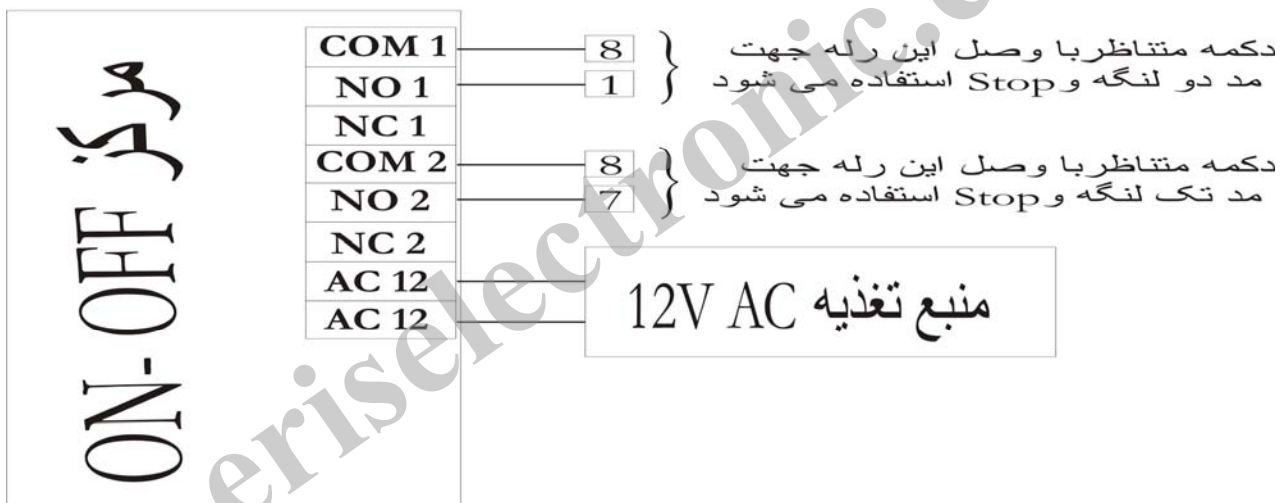 مرکز ON-OFF
COM 1
8
دکمه متناظر با وصل این رله جهت
NO 1
1
مد دو لنگه و Stop استفاده می شود
NC 1
COM 2
8
دکمه متناظر با وصل این رله جهت
NO 2
7
مد تک لنگه و Stop استفاده می شود
NC 2
AC 12
AC 12
منبع تغذیه 12V AC
eriselectronic.c